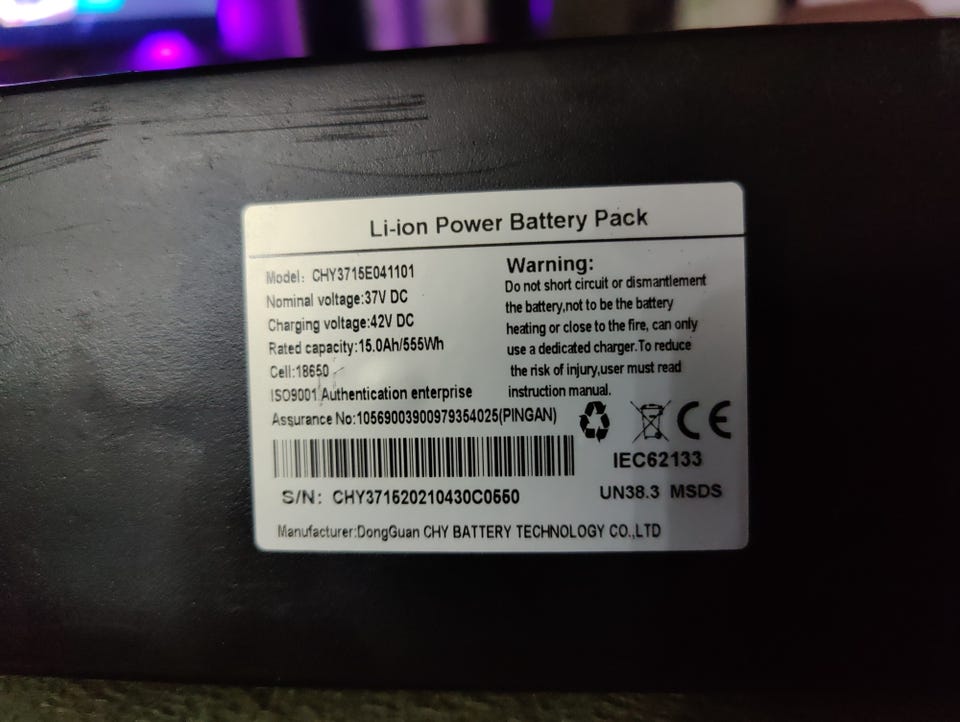 Li-ion Power Battery Pack
Model: CHY3715E041101
Nominal voltage:37V DC
Charging voltage:42V DC
Rated capacity:15.0Ah/555Wh
Cell:18650
ISO9001 Authentication enterprise
Assurance No:10569003900979354025(PINGAN)
Warning:
Do not short circuit or dismantlement
the battery,not to be the battery
heating or close to the fire, can only
use a dedicated charger.To reduce
the risk of injury,user must read
instruction manual.
CE
IEC62133
UN38.3 MSDS
S/N: CHY371520210430C0550
Manufacturer:DongGuan CHY BATTERY TECHNOLOGY CO.,LTD